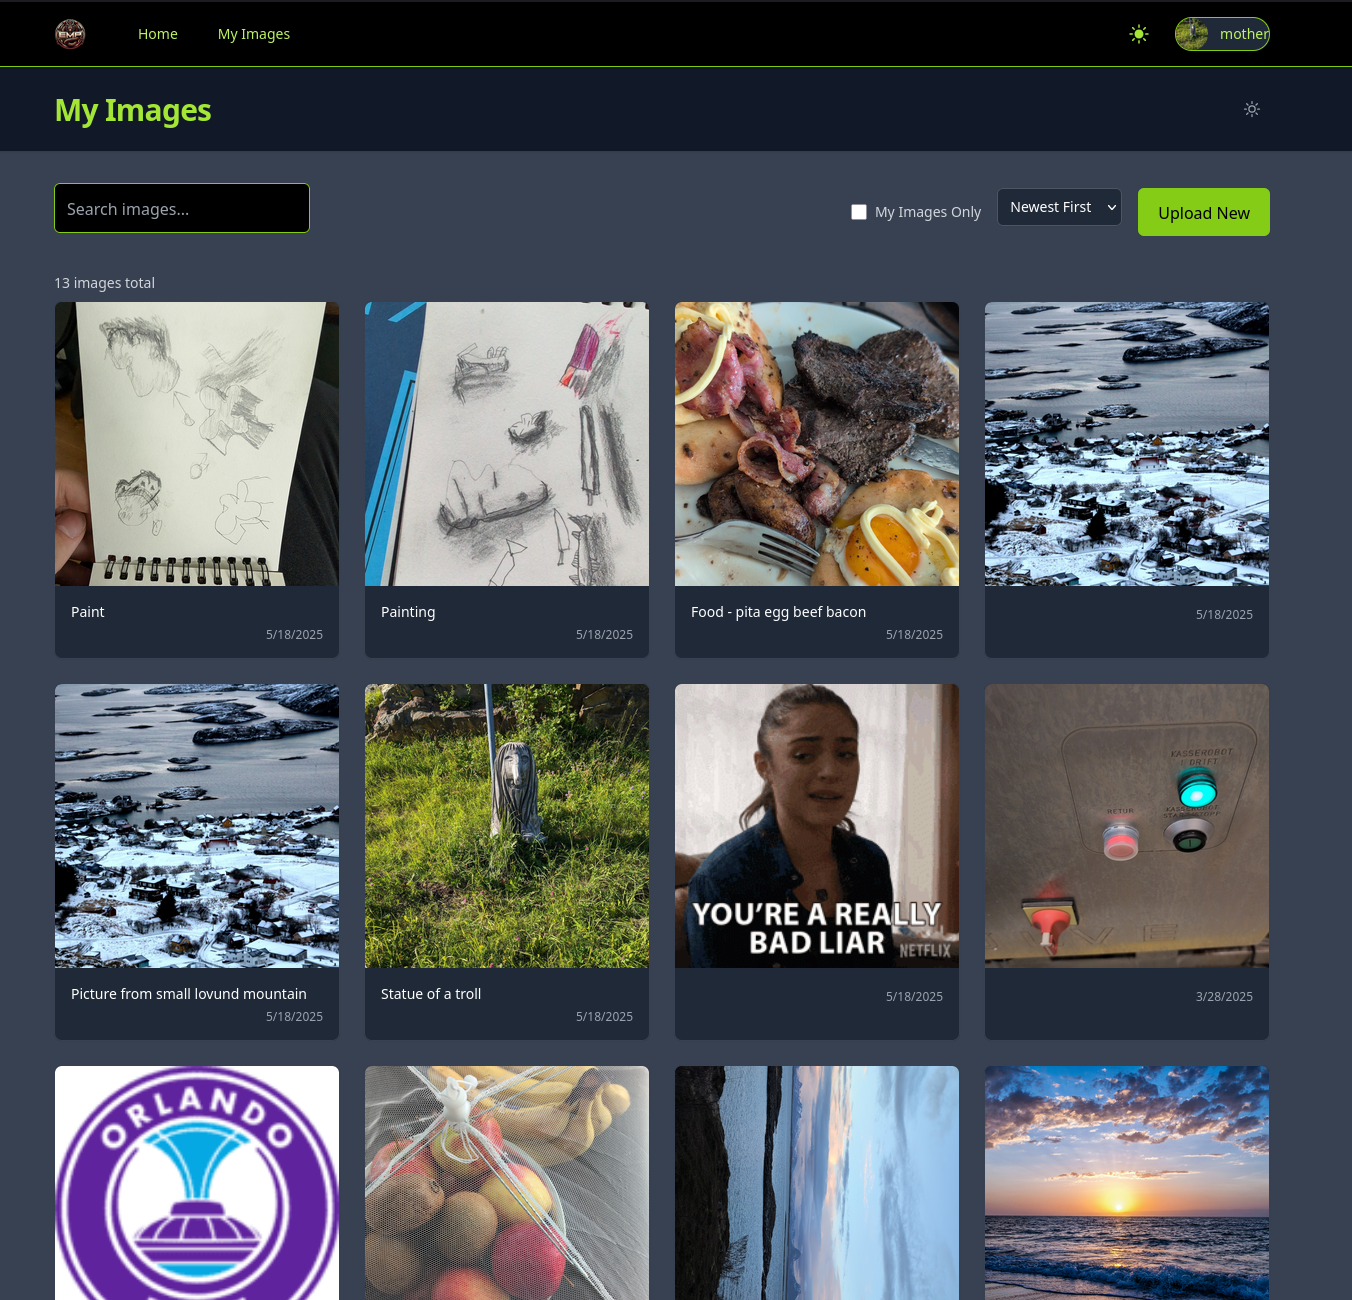 EMP
Home
My Images
mother
My Images
Search images...
My Images Only
Newest First
Upload New
13 images total
Paint
5/18/2025
Painting
5/18/2025
Food - pita egg beef bacon
5/18/2025
5/18/2025
YOU'RE A REALLY
BAD LIAR
NETFLIX
KASSEROBOT
I DRIFT
RETUR
KASSEROBOT
START/STOPP
Picture from small lovund mountain
5/18/2025
Statue of a troll
5/18/2025
5/18/2025
3/28/2025
ORLANDO